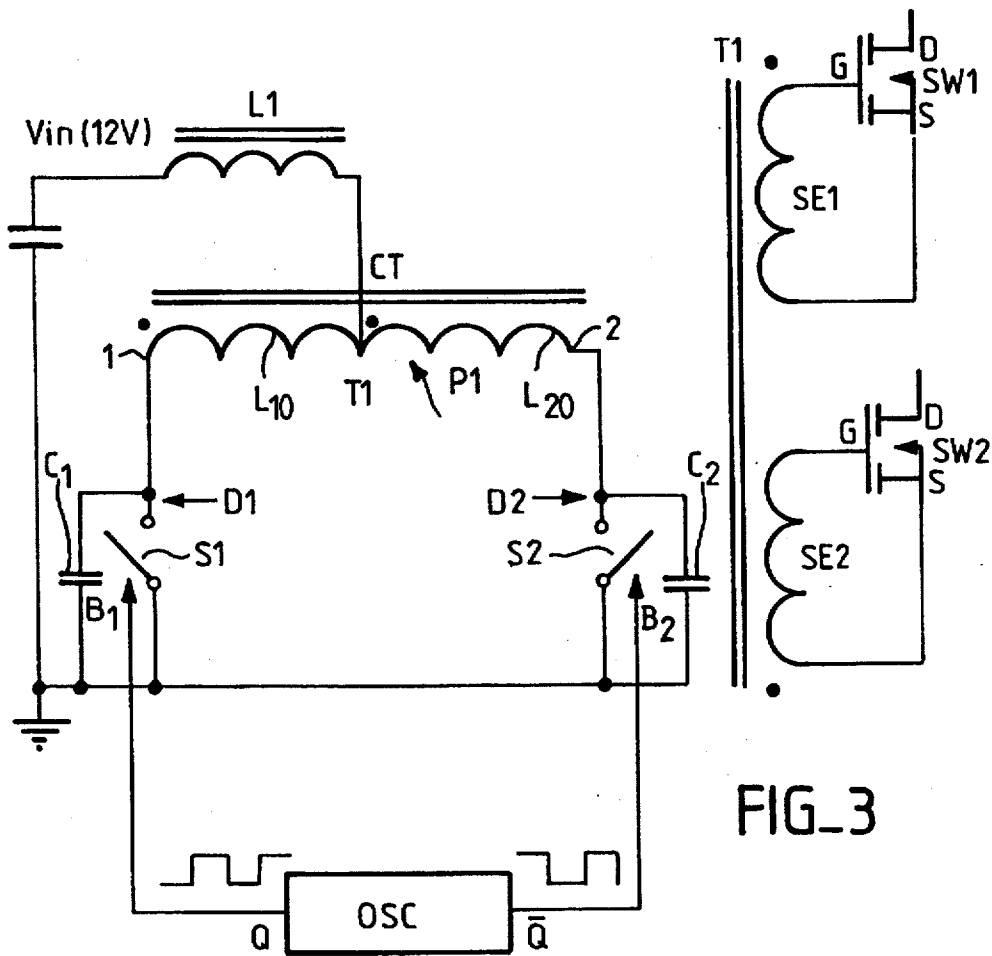 T1
G
D
SW1
S
SE1
L1
Vin (12V)
CT
1
2
L10
T1
P1
L20
G
D
SW2
S
SE2
C1
D1
D2
C2
S1
S2
B1
B2
Q
OSC
Q̅
FIG_3